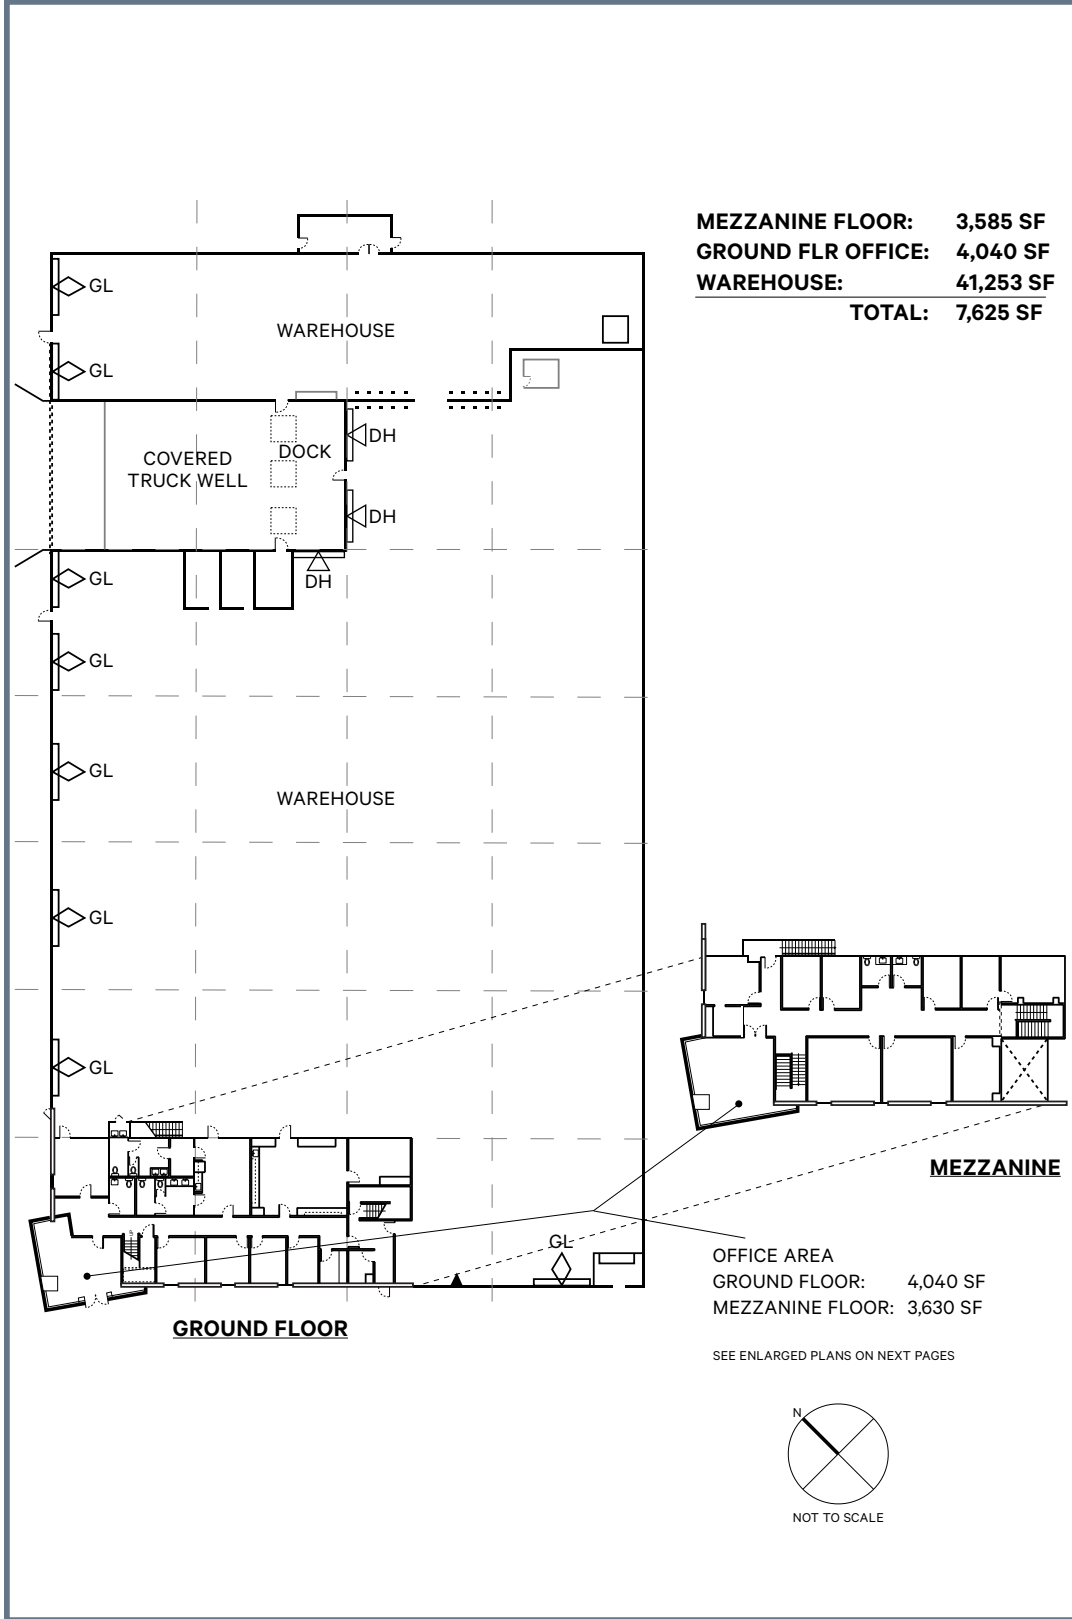 MEZZANINE FLOOR: 3,585 SF
GROUND FLR OFFICE: 4,040 SF
WAREHOUSE: 41,253 SF
TOTAL: 7,625 SF
GL
WAREHOUSE
GL
DH
COVERED
TRUCK WELL
DOCK
DH
GL
DH
GL
GL
WAREHOUSE
GL
GL
MEZZANINE
GL
OFFICE AREA
GROUND FLOOR: 4,040 SF
MEZZANINE FLOOR: 3,630 SF
GROUND FLOOR
SEE ENLARGED PLANS ON NEXT PAGES
N
NOT TO SCALE